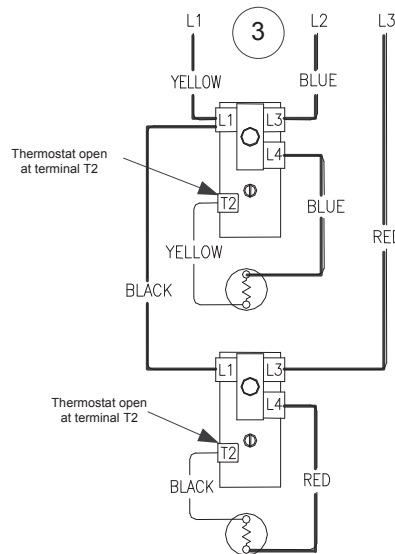 L1
3
L2
L3
YELLOW
BLUE
L1
L3
L4
Thermostat open
at terminal T2
T2
BLUE
YELLOW
RED
BLACK
L1
L3
Thermostat open
at terminal T2
L4
T2
BLACK
RED